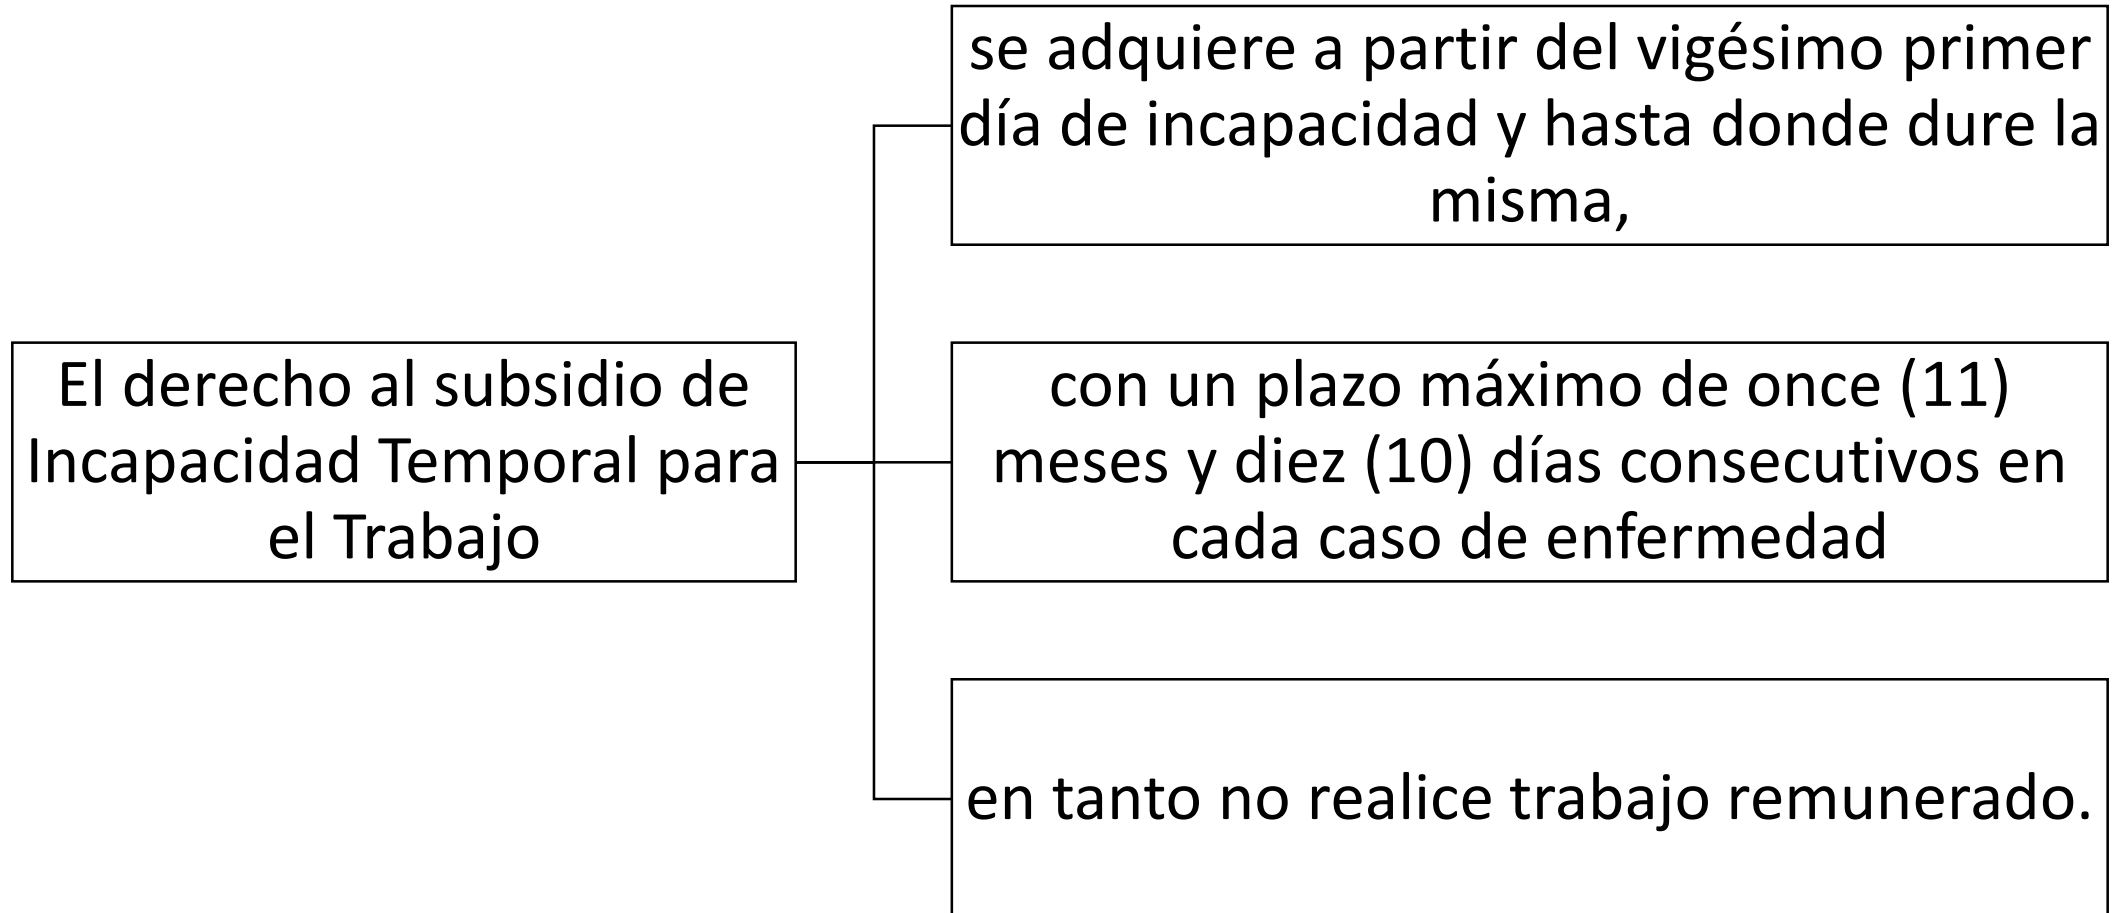 El derecho al subsidio de
Incapacidad Temporal para
el Trabajo
se adquiere a partir del vigésimo primer
día de incapacidad y hasta donde dure la
misma,
con un plazo máximo de once (11)
meses y diez (10) días consecutivos en
cada caso de enfermedad
en tanto no realice trabajo remunerado.